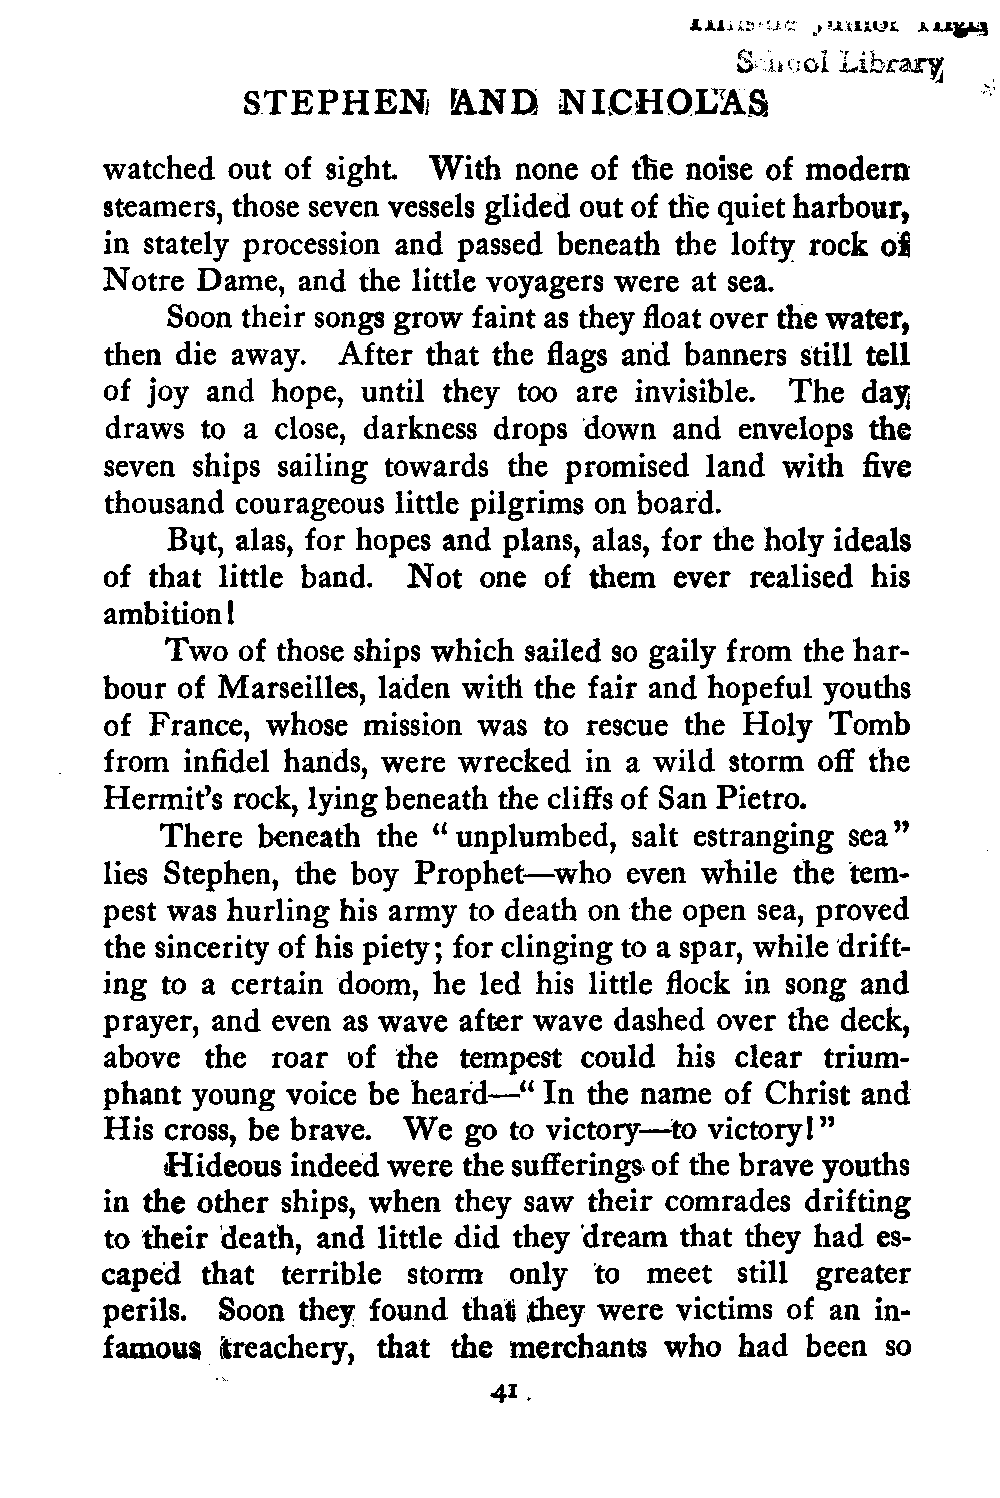 School Library
STEPHEN AND NICHOLAS
watched out of sight. With none of the noise of modern
steamers, those seven vessels glided out of the quiet harbour,
in stately procession and passed beneath the lofty rock of
Notre Dame, and the little voyagers were at sea.
Soon their songs grow faint as they float over the water,
then die away. After that the flags and banners still tell
of joy and hope, until they too are invisible. The day
draws to a close, darkness drops down and envelops the
seven ships sailing towards the promised land with five
thousand courageous little pilgrims on board.
But, alas, for hopes and plans, alas, for the holy ideals
of that little band. Not one of them ever realised his
ambition!
Two of those ships which sailed so gaily from the har-
bour of Marseilles, laden with the fair and hopeful youths
of France, whose mission was to rescue the Holy Tomb
from infidel hands, were wrecked in a wild storm off the
Hermit's rock, lying beneath the cliffs of San Pietro.
There beneath the "unplumbed, salt estranging sea"
lies Stephen, the boy Prophet—who even while the tem-
pest was hurling his army to death on the open sea, proved
the sincerity of his piety; for clinging to a spar, while drift-
ing to a certain doom, he led his little flock in song and
prayer, and even as wave after wave dashed over the deck,
above the roar of the tempest could his clear trium-
phant young voice be heard—"In the name of Christ and
His cross, be brave. We go to victory—to victory!"
Hideous indeed were the sufferings of the brave youths
in the other ships, when they saw their comrades drifting
to their death, and little did they dream that they had es-
caped that terrible storm only to meet still greater
perils. Soon they found that they were victims of an in-
famous treachery, that the merchants who had been so
41